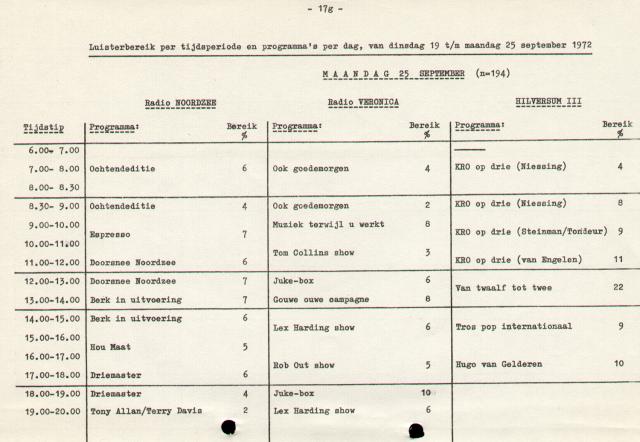 - 17g -
Luisterbereik per tijdsperiode en programma's per dag, van dinsdag 19 t/m maandag 25 september 1972
M A A N D A G  25  SEPTEMBER  (n=194)
Radio NOORDZEE Radio VERONICA HILVERSUM III
Tijdstip Programma: Bereik % Programma: Bereik % Programma: Bereik %
6.00- 7.00
7.00- 8.00 Ochtendeditie 6 Ook goedemorgen 4 KRO op drie (Niessing) 4
8.00- 8.30
8.30- 9.00 Ochtendeditie 4 Ook goedemorgen 2 KRO op drie (Niessing) 8
9.00-10.00 Muziek terwijl u werkt 8
Espresso 7 KRO op drie (Steinman/Tondeur) 9
10.00-11.00
Tom Collins show 3
11.00-12.00 Doorsnee Noordzee 6 KRO op drie (van Engelen) 11
12.00-13.00 Doorsnee Noordzee 7 Juke-box 6
Van twaalf tot twee 22
13.00-14.00 Berk in uitvoering 7 Gouwe ouwe campagne 8
14.00-15.00 Berk in uitvoering 6
Lex Harding show 6 Tros pop internationaal 9
15.00-16.00
Hou Maat 5
16.00-17.00
Rob Out show 5 Hugo van Gelderen 10
17.00-18.00 Driemaster 6
18.00-19.00 Driemaster 4 Juke-box 10
19.00-20.00 Tony Allan/Terry Davis 2 Lex Harding show 6